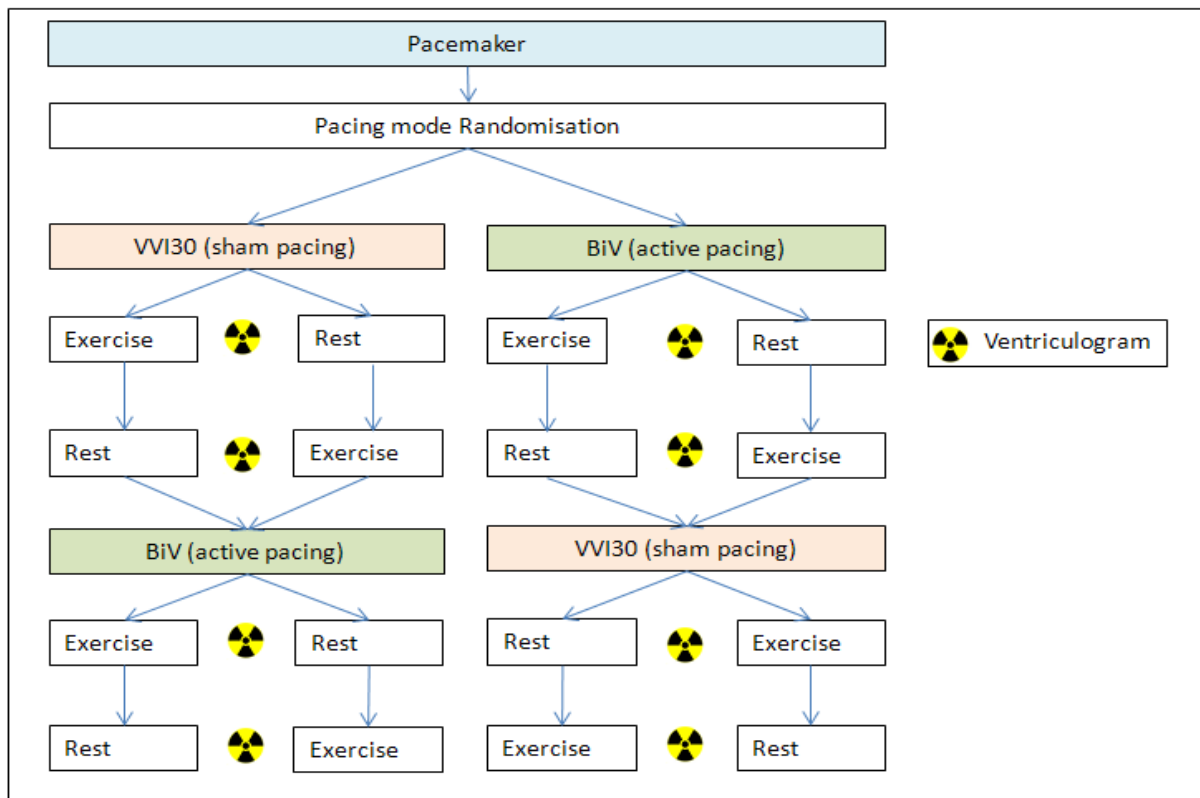 Pacemaker
Pacing mode Randomisation
VVI30 (sham pacing)
BiV (active pacing)
Exercise
Rest
Exercise
Rest
Ventriculogram
Rest
Exercise
Rest
Exercise
BiV (active pacing)
VVI30 (sham pacing)
Exercise
Rest
Rest
Exercise
Rest
Exercise
Exercise
Rest